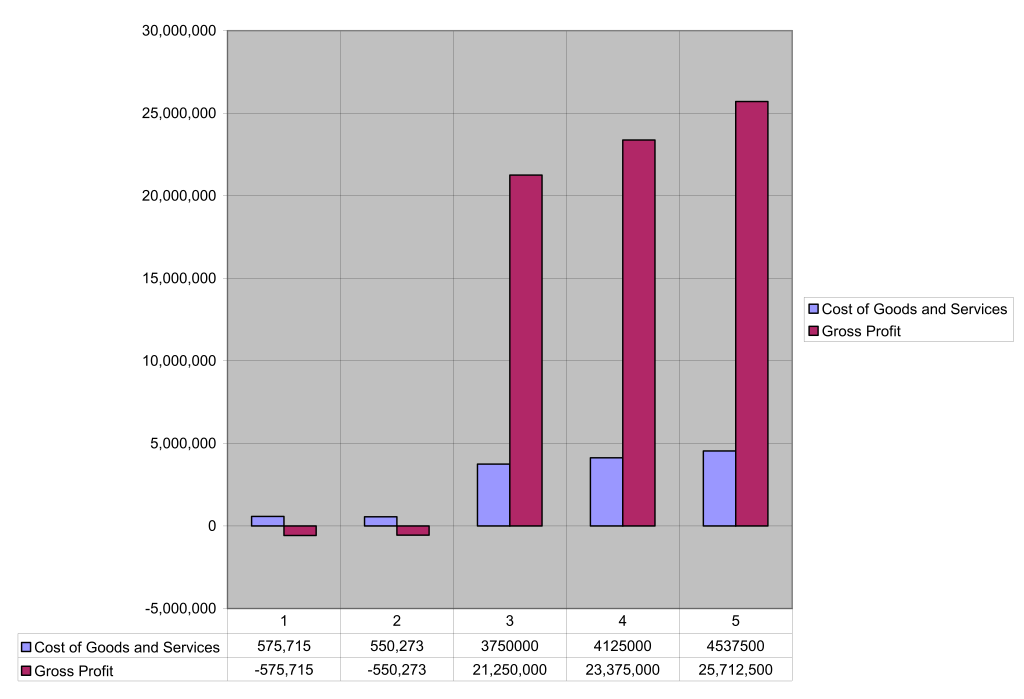 30,000,000
25,000,000
20,000,000
15,000,000
10,000,000
5,000,000
0
-5,000,000
Cost of Goods and Services
Gross Profit
1 2 3 4 5
Cost of Goods and Services 575,715 550,273 3750000 4125000 4537500
Gross Profit -575,715 -550,273 21,250,000 23,375,000 25,712,500